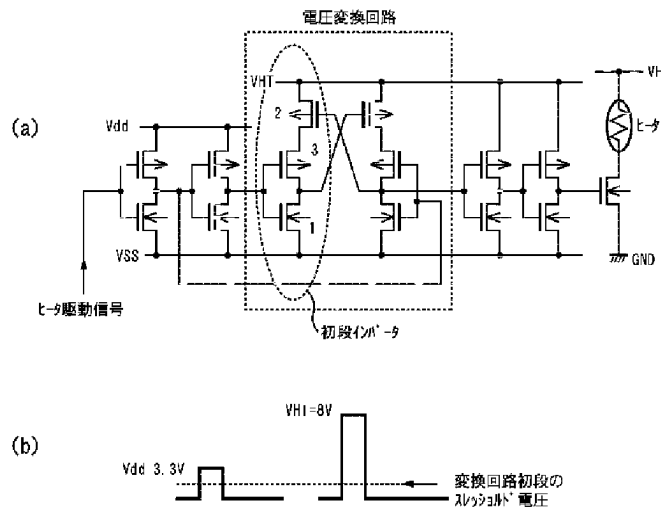 電圧変換回路
VHT
VH
(a)
Vdd
2
3
ヒータ
1
VSS
GND
ヒータ駆動信号
初段インバータ
VHT=8V
(b)
Vdd 3.3V
変換回路初段の
スレッショルド電圧